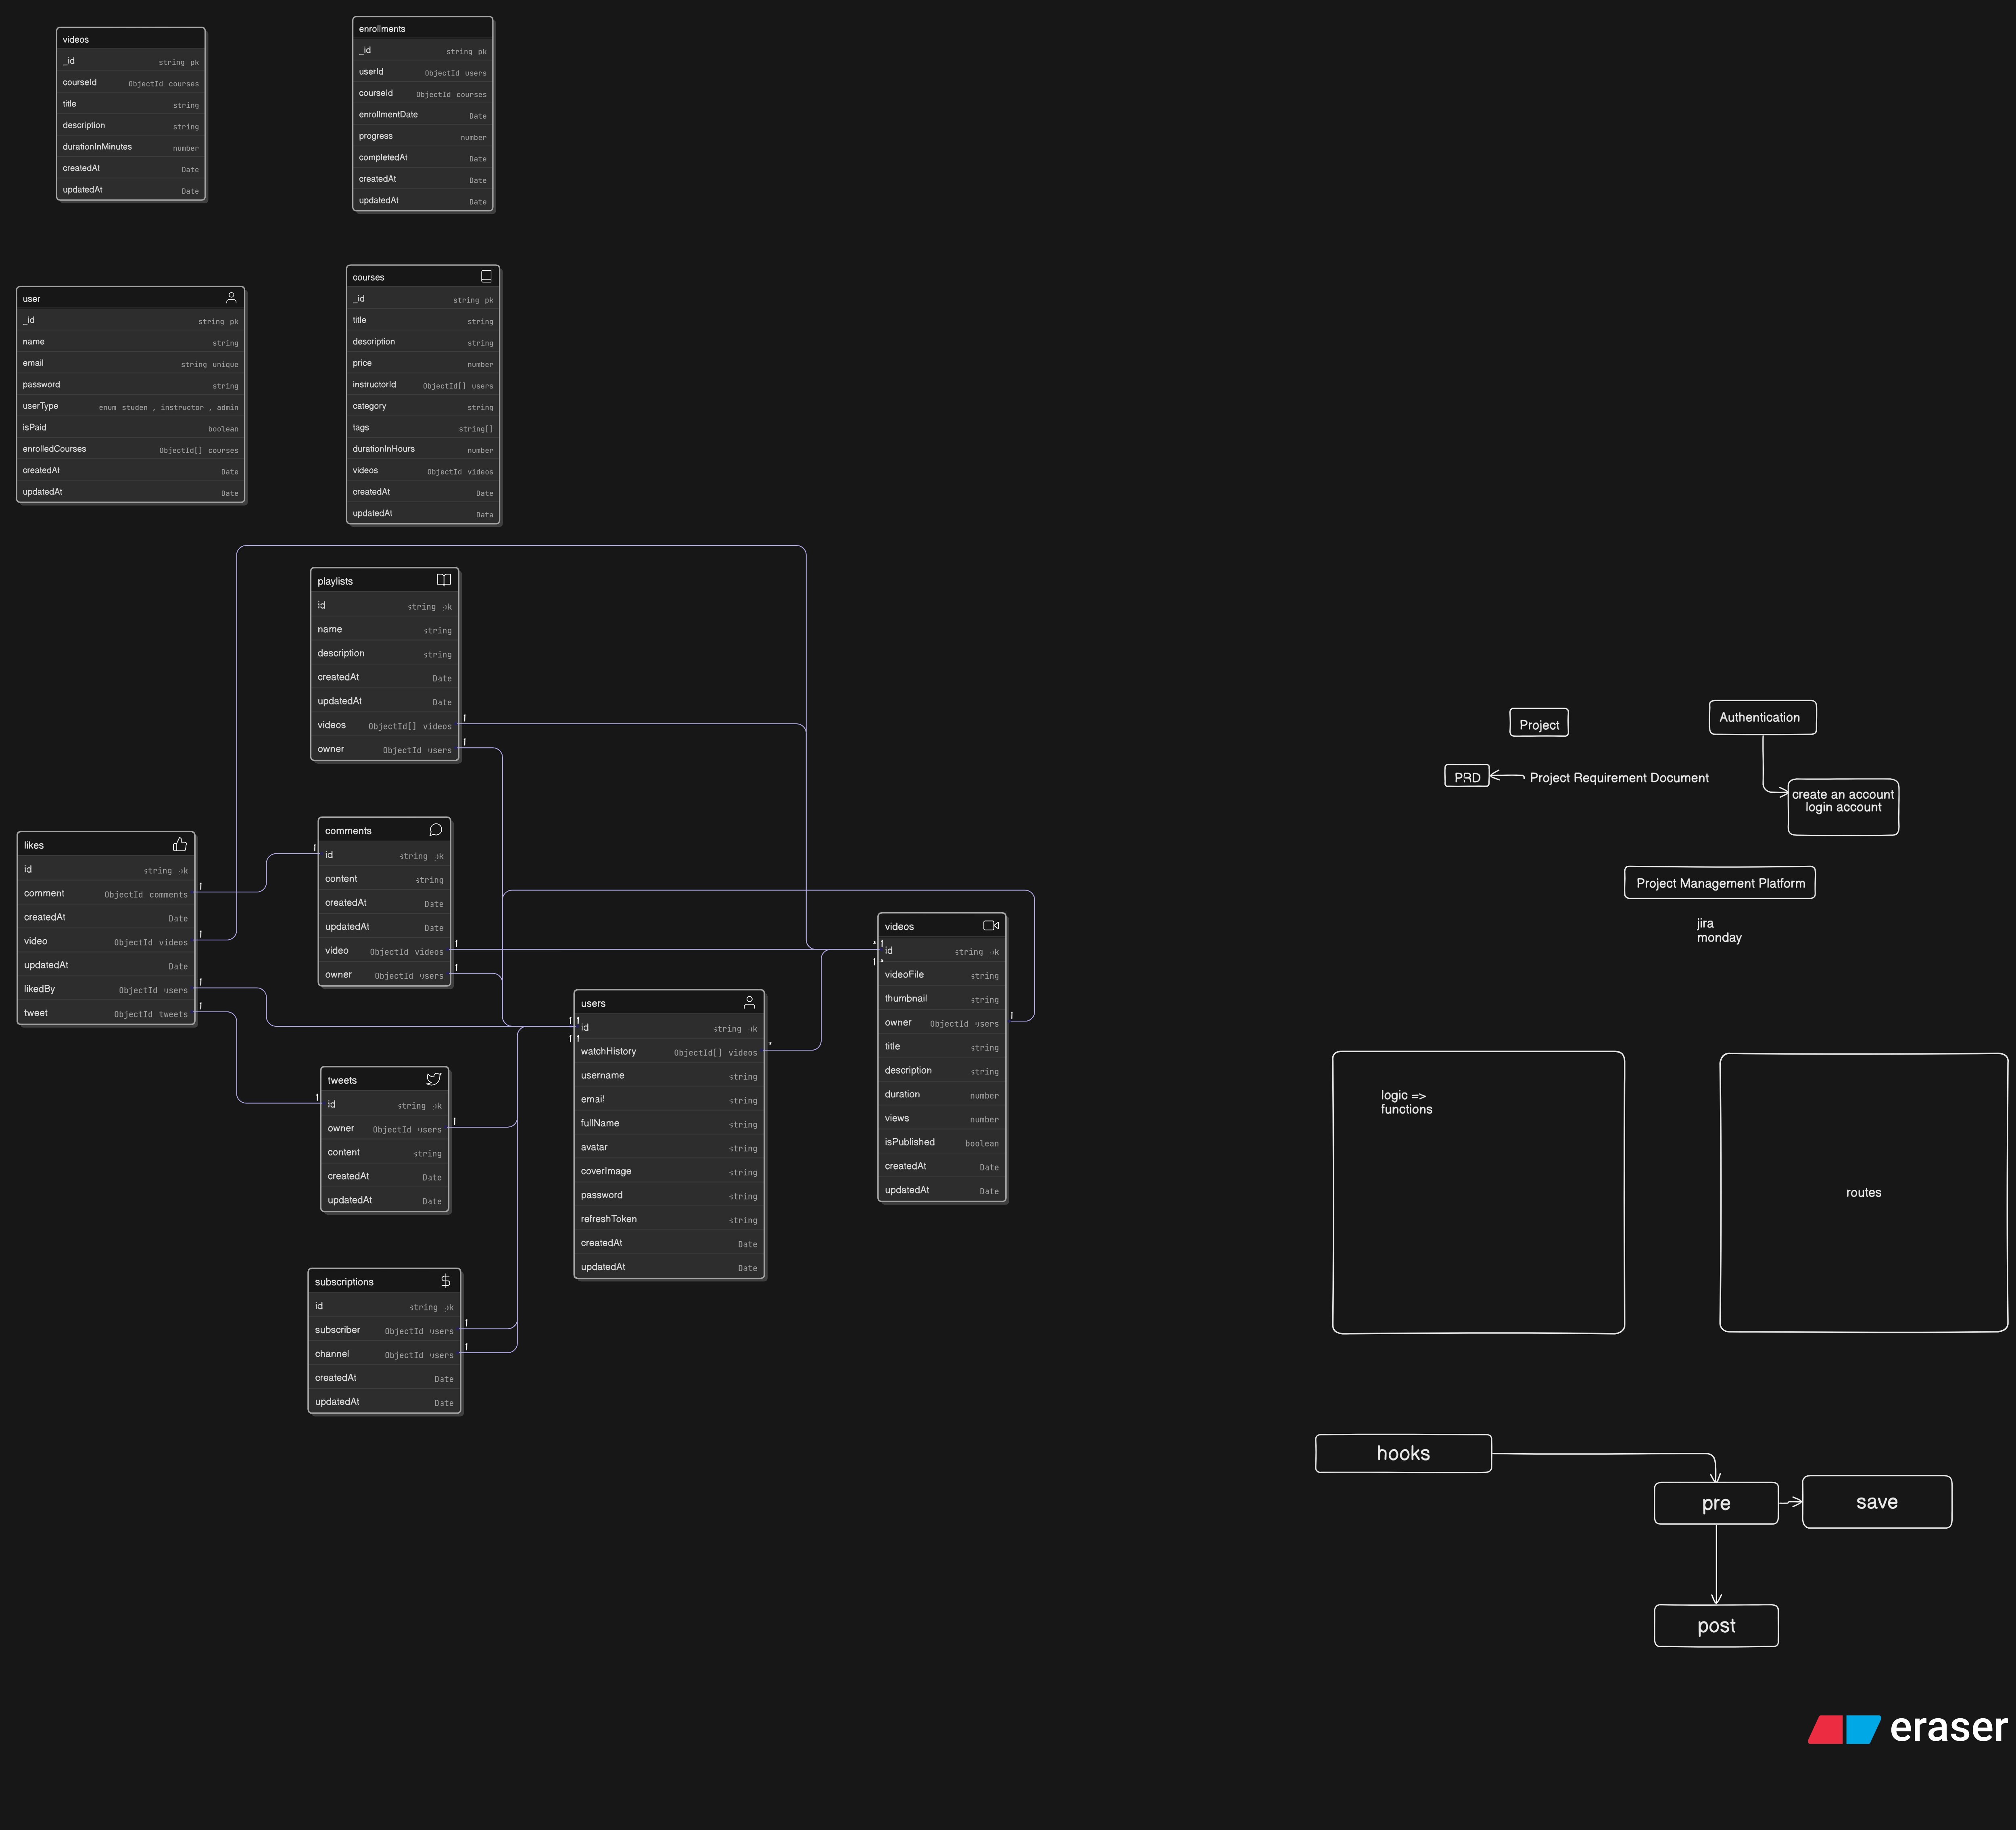 videos
_id string pk
courseId ObjectId courses
title string
description string
durationInMinutes number
createdAt Date
updatedAt Date
enrollments
_id string pk
userId ObjectId users
courseId ObjectId courses
enrollmentDate Date
progress number
completedAt Date
createdAt Date
updatedAt Date
user
_id string pk
name string
email string unique
password string
userType enum studen , instructor , admin
isPaid boolean
enrolledCourses ObjectId[] courses
createdAt Date
updatedAt Date
courses
_id string pk
title string
description string
price number
instructorId ObjectId[] users
category string
tags string[]
durationInHours number
videos ObjectId videos
createdAt Date
updatedAt Data
playlists
id string pk
name string
description string
createdAt Date
updatedAt Date
videos ObjectId[] videos
owner ObjectId users
likes
id string pk
comment ObjectId comments
createdAt Date
video ObjectId videos
updatedAt Date
likedBy ObjectId users
tweet ObjectId tweets
comments
id string pk
content string
createdAt Date
updatedAt Date
video ObjectId videos
owner ObjectId users
tweets
id string pk
owner ObjectId users
content string
createdAt Date
updatedAt Date
subscriptions
id string pk
subscriber ObjectId users
channel ObjectId users
createdAt Date
updatedAt Date
users
id string pk
watchHistory ObjectId[] videos
username string
email string
fullName string
avatar string
coverImage string
password string
refreshToken string
createdAt Date
updatedAt Date
videos
id string pk
videoFile string
thumbnail string
owner ObjectId users
title string
description string
duration number
views number
isPublished boolean
createdAt Date
updatedAt Date
Project
Authentication
PRD
Project Requirement Document
create an account
login account
Project Management Platform
jira
monday
logic =>
functions
routes
hooks
pre
save
post
eraser